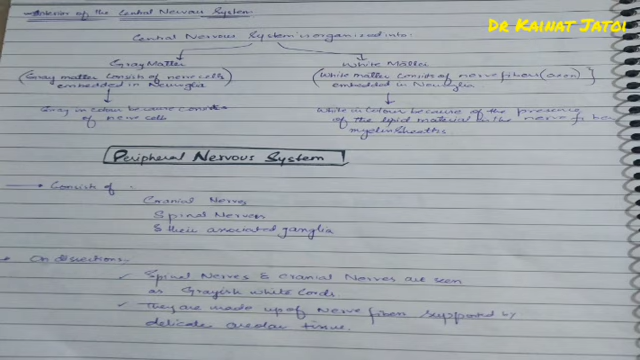 Dr Kainat Jatoi
Interior of the Central Nervous System
Central Nervous System is organized into:
Gray Matter White Matter
(Gray matter consists of nerve cells (White matter consists of nerve fibers (axon)
embedded in Neuroglia) embedded in Neuroglia
Gray in colour because consists White in colour because of the presence
of nerve cells of the lipid material in the nerve
myelin sheaths
Peripheral Nervous System
Consists of
Cranial Nerves
Spinal Nerves
& their associated ganglia
On dissections
Spinal Nerves & Cranial Nerves are seen
as Grayish white cords.
They are made up of Nerve fibers supported by
delicate areolar tissue.